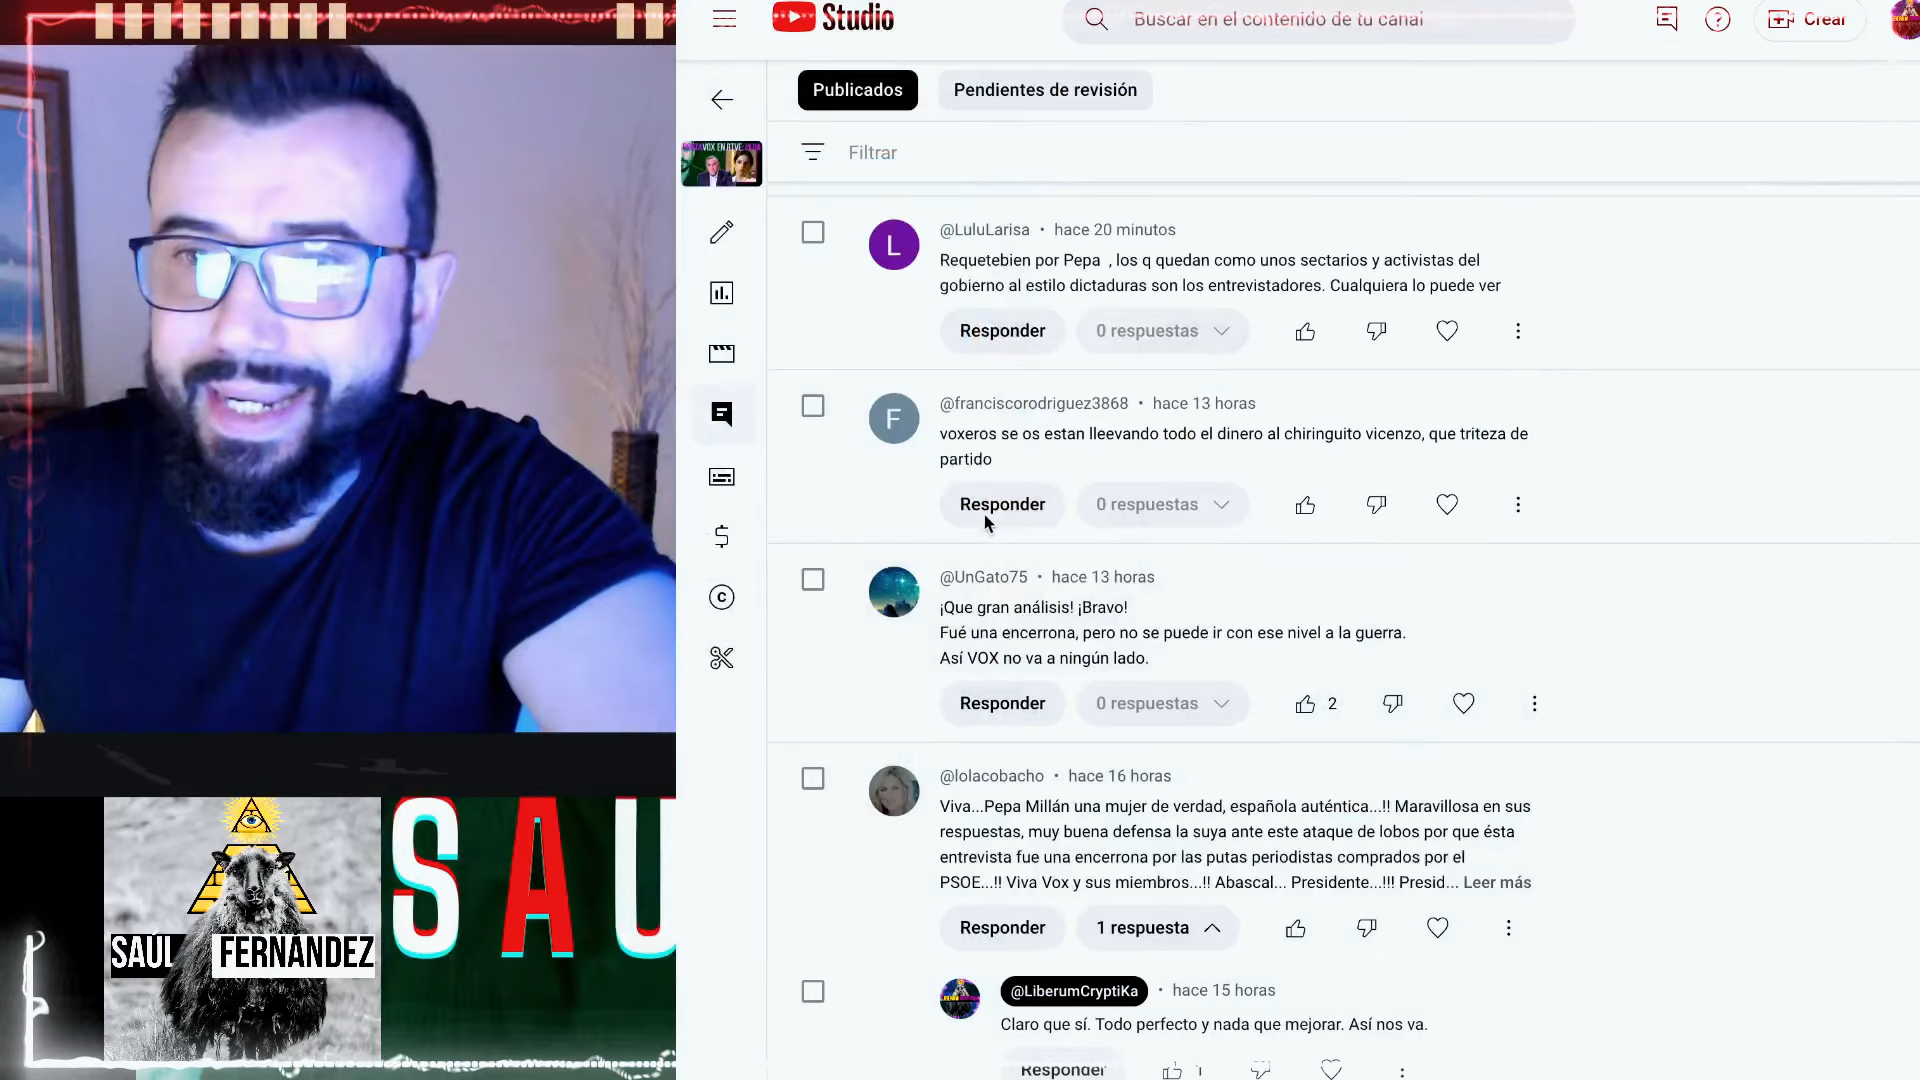 Studio
Buscar en el contenido de tu canal
Crear
Publicados
Pendientes de revisión
Filtrar
@LuluLarisa • hace 20 minutos
Requetebien por Pepa , los q quedan como unos sectarios y activistas del
gobierno al estilo dictaduras son los entrevistadores. Cualquiera lo puede ver
Responder
0 respuestas
F
@franciscorodriguez3868 • hace 13 horas
voxeros se os estan lleevando todo el dinero al chiringuito vicenzo, que triteza de
partido
Responder
0 respuestas
@UnGato75 • hace 13 horas
¡Que gran análisis! ¡Bravo!
Fué una encerrona, pero no se puede ir con ese nivel a la guerra.
Así VOX no va a ningún lado.
Responder
0 respuestas
2
@lolacobacho • hace 16 horas
Viva...Pepa Millán una mujer de verdad, española auténtica...!! Maravillosa en sus
respuestas, muy buena defensa la suya ante este ataque de lobos por que ésta
entrevista fue una encerrona por las putas periodistas comprados por el
PSOE...!! Viva Vox y sus miembros...!! Abascal... Presidente...!!! Presid... Leer más
Responder
1 respuesta
@LiberumCryptiKa • hace 15 horas
Claro que sí. Todo perfecto y nada que mejorar. Así nos va.
Responder
1
L
SAÚL FERNÁNDEZ
SAU